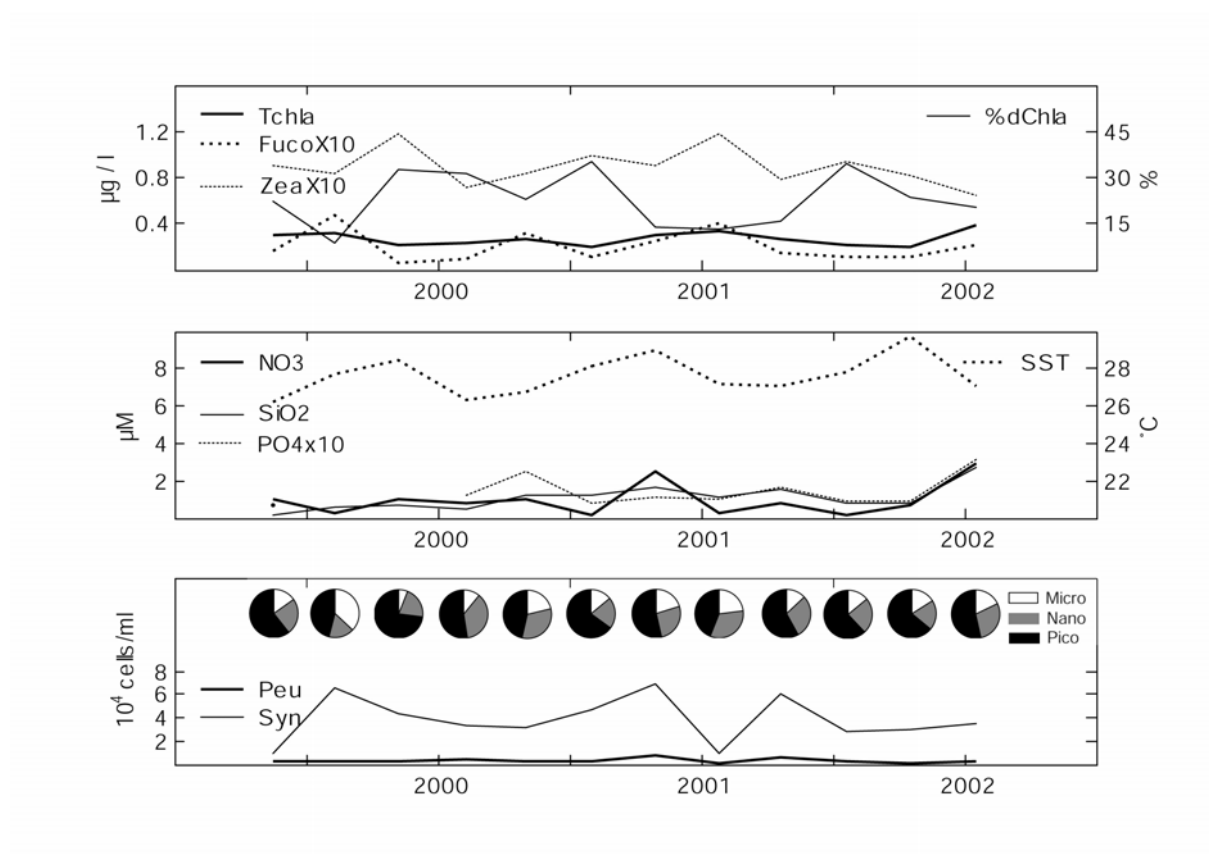 Tchla
FucoX10
ZeaX10
%dChla
1.2
0.8
0.4
µg / l
45
30
15
%
2000 2001 2002
NO3
SiO2
PO4x10
SST
8
6
4
2
µM
28
26
24
22
°C
2000 2001 2002
Micro
Nano
Pico
Peu
Syn
8
6
4
2
10⁴ cells/ml
2000 2001 2002